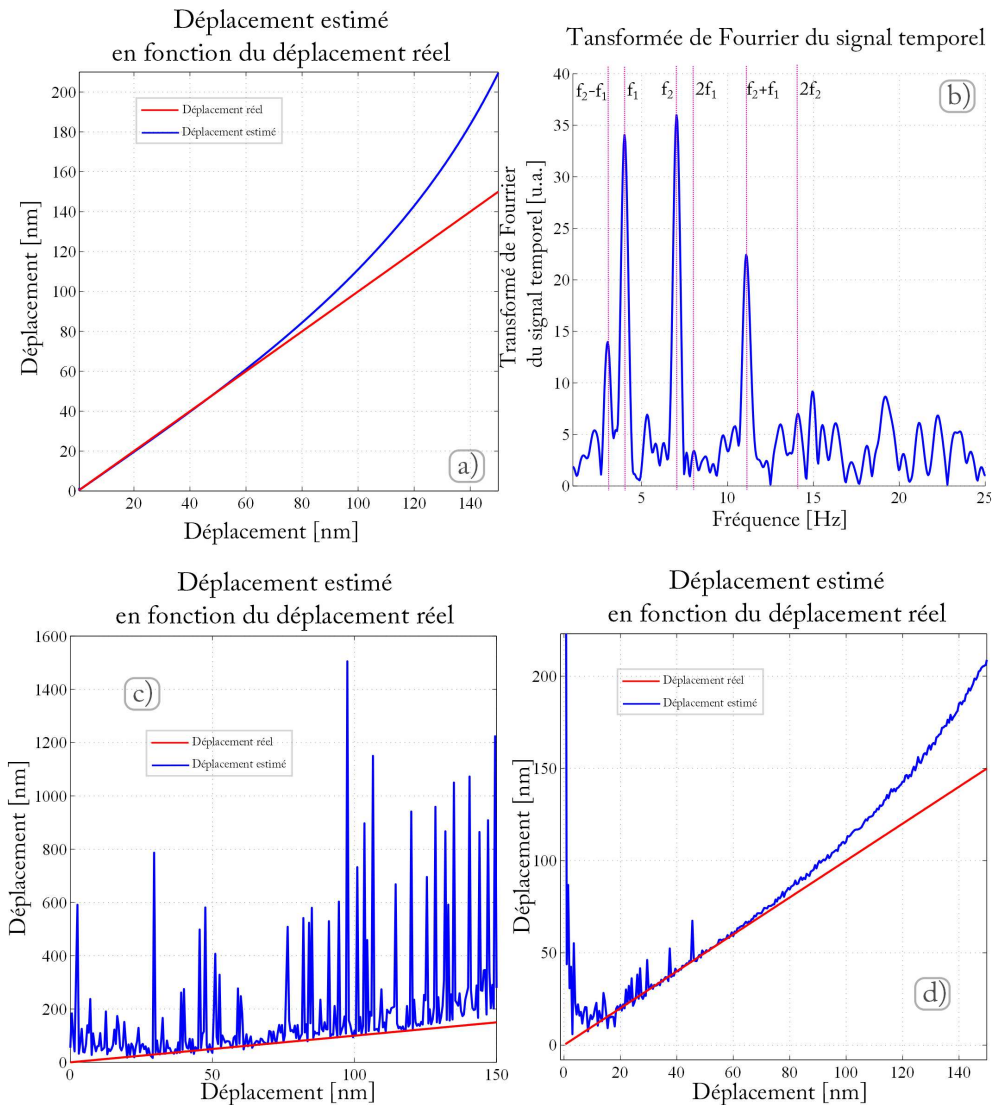 Déplacement estimé
en fonction du déplacement réel
Déplacement [nm]
200
180
160
140
120
100
80
60
40
20
0
Déplacement réel
Déplacement estimé
a)
20
40
60
80
100
120
140
Déplacement [nm]
Tansformée de Fourrier du signal temporel
Transformé de Fourrier
du signal temporel [u.a.]
40
35
30
25
20
15
10
5
0
f₂-f₁
f₁
f₂
2f₁
f₂+f₁
2f₂
b)
5
10
15
20
25
Fréquence [Hz]
Déplacement estimé
en fonction du déplacement réel
Déplacement [nm]
1600
1400
1200
1000
800
600
400
200
0
c)
Déplacement réel
Déplacement estimé
0
50
100
150
Déplacement [nm]
Déplacement estimé
en fonction du déplacement réel
Déplacement [nm]
200
150
100
50
0
Déplacement réel
Déplacement estimé
d)
0
20
40
60
80
100
120
140
Déplacement [nm]